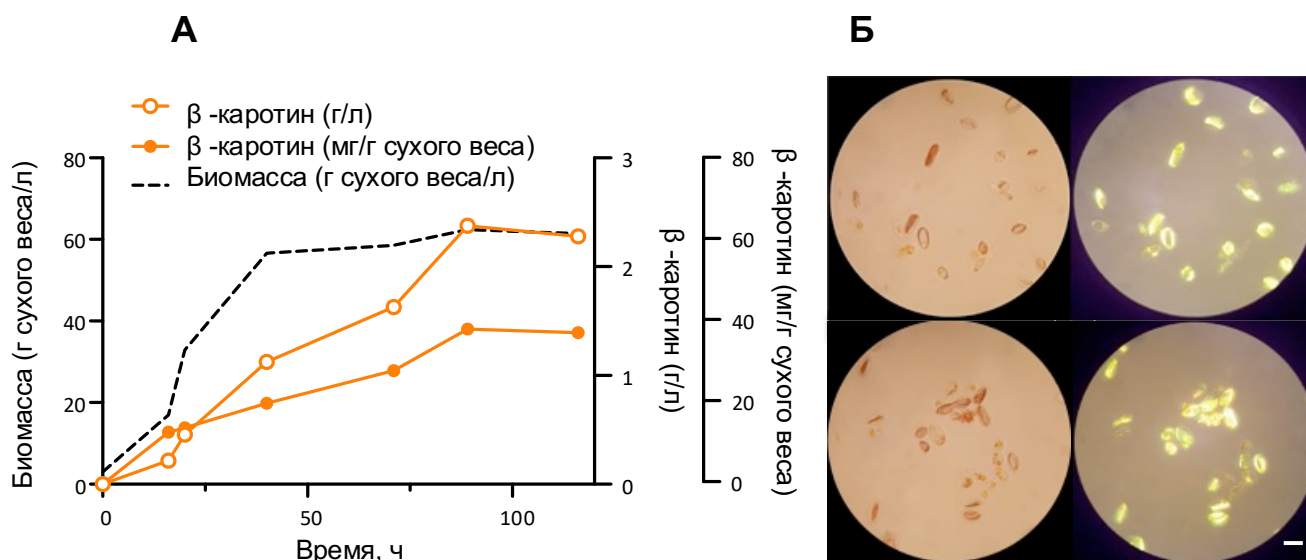 А
Б
β -каротин (г/л)
β -каротин (мг/г сухого веса)
Биомасса (г сухого веса/л)
Биомасса (г сухого веса/л)
80
60
40
20
0
0
50
100
Время, ч
3
2
1
0
β -каротин (г/л)
80
60
40
20
0
β -каротин (мг/г сухого веса)